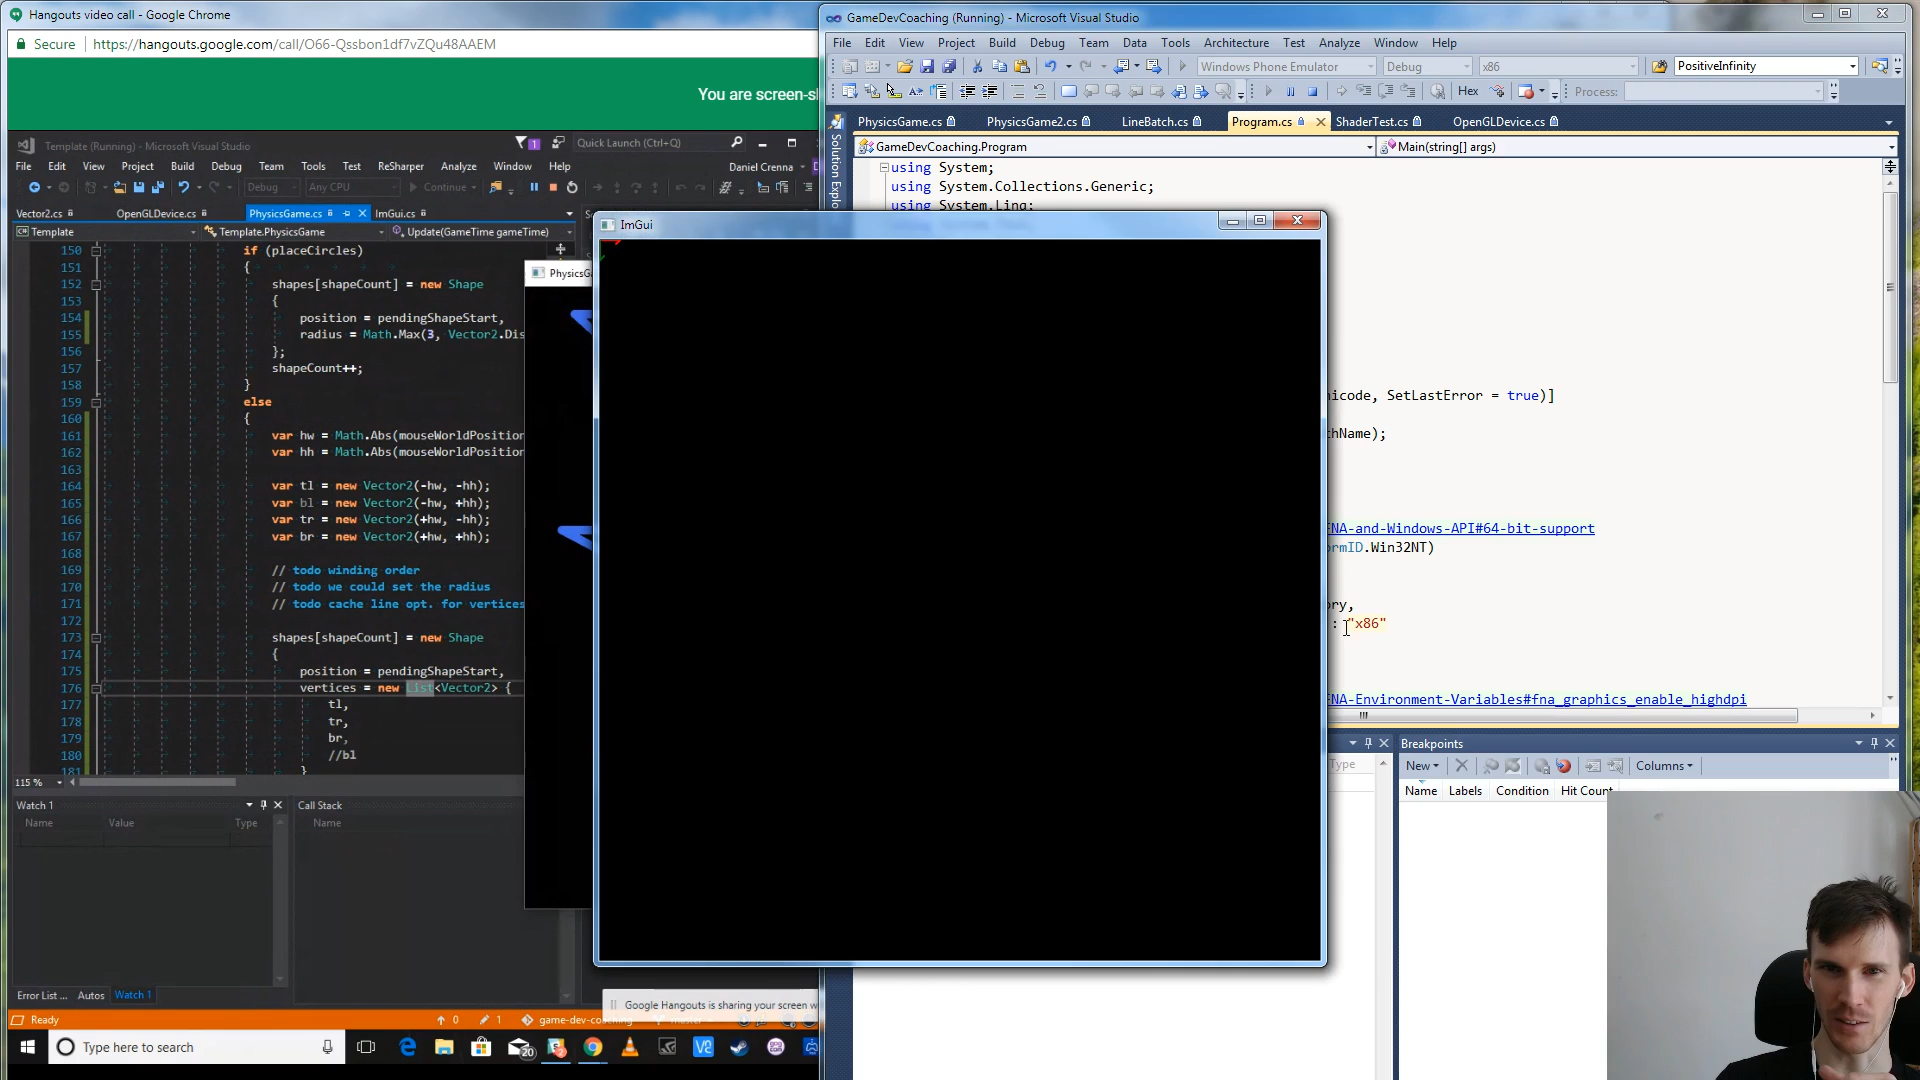 Hangouts video call - Google Chrome
Secure
https://hangouts.google.com/call/O66-Qssbon1df7vZQu48AAEM
You are screen-s
Template (Running) - Microsoft Visual Studio
1
Quick Launch (Ctrl+Q)
File Edit View Project Build Debug Team Tools Test ReSharper Analyze Window Help
Daniel Crenna
Debug Any CPU Continue
Vector2.cs OpenGLDevice.cs PhysicsGame.cs ImGui.cs
Template Template.PhysicsGame Update(GameTime gameTime)
150 if (placeCircles)
151 {
152 shapes[shapeCount] = new Shape
153 {
154 position = pendingShapeStart,
155 radius = Math.Max(3, Vector2.Dis
156 };
157 shapeCount++;
158 }
159 else
160 {
161 var hw = Math.Abs(mouseWorldPosition
162 var hh = Math.Abs(mouseWorldPosition
163
164 var tl = new Vector2(-hw, -hh);
165 var bl = new Vector2(-hw, +hh);
166 var tr = new Vector2(+hw, -hh);
167 var br = new Vector2(+hw, +hh);
168
169 // todo winding order
170 // todo we could set the radius
171 // todo cache line opt. for vertices
172
173 shapes[shapeCount] = new Shape
174 {
175 position = pendingShapeStart,
176 vertices = new List<Vector2> {
177 tl,
178 tr,
179 br,
180 //bl
181 }
115 %
Watch 1
Name Value Type
Call Stack
Name
Error List ... Autos Watch 1
Ready
0 1 game-dev-coaching master
Type here to search
20
PhysicsGa
ImGui
Google Hangouts is sharing your screen w
GameDevCoaching (Running) - Microsoft Visual Studio
File Edit View Project Build Debug Team Data Tools Architecture Test Analyze Window Help
Windows Phone Emulator Debug x86 PositiveInfinity
Hex Process:
PhysicsGame.cs PhysicsGame2.cs LineBatch.cs Program.cs ShaderTest.cs OpenGLDevice.cs
GameDevCoaching.Program Main(string[] args)
Solution Explo
using System;
using System.Collections.Generic;
using System.Linq;
nicode, SetLastError = true)]
thName);
NA-and-Windows-API#64-bit-support
ormID.Win32NT)
ory,
: "x86"
NA-Environment-Variables#fna_graphics_enable_highdpi
Type
Breakpoints
New Columns
Name Labels Condition Hit Count